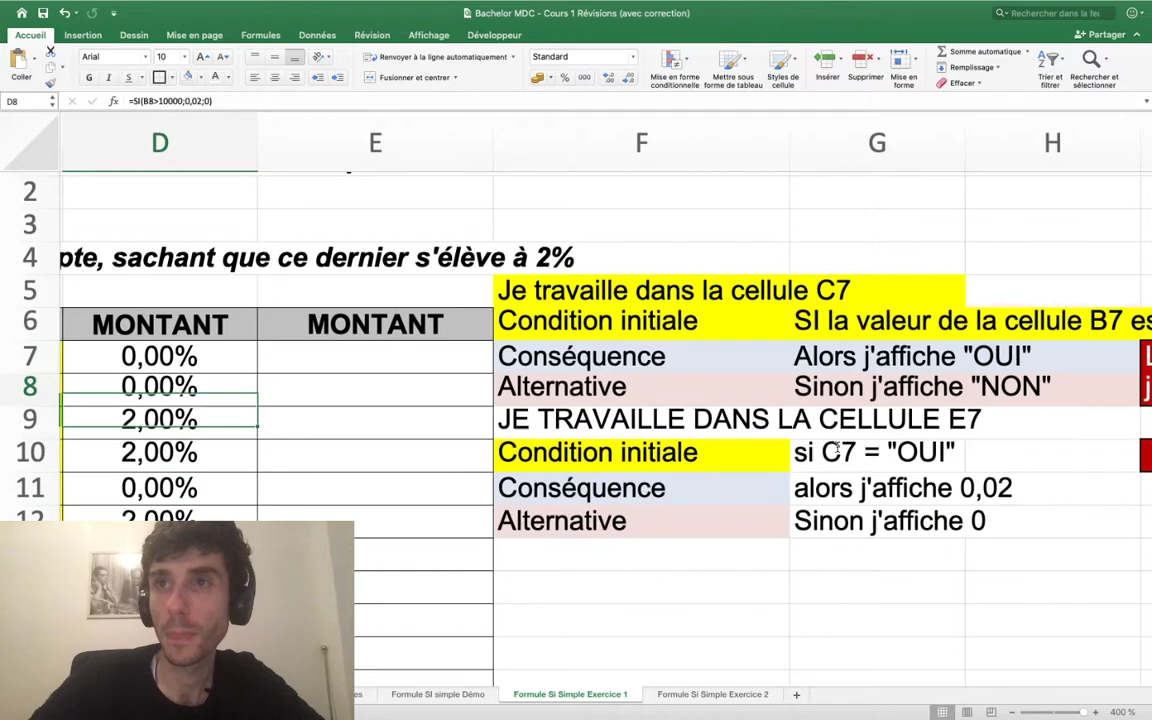 Bachelor MDC - Cours 1 Révisions (avec correction)
Rechercher dans la feu
Accueil Insertion Dessin Mise en page Formules Données Révision Affichage Développeur
Partager
Coller
Arial 10
Renvoyer à la ligne automatiquement
Standard
Somme automatique
G I S
Fusionner et centrer
% 000
Mise en forme conditionnelle
Mettre sous forme de tableau
Styles de cellule
Insérer
Supprimer
Mise en forme
Remplissage
Effacer
Trier et filtrer
Rechercher et sélectionner
D8 fx =SI(B8>10000;0,02;0)
D E F G H
2
3
4 pte, sachant que ce dernier s'élève à 2%
5 Je travaille dans la cellule C7
6 MONTANT MONTANT Condition initiale SI la valeur de la cellule B7 es
7 0,00% Conséquence Alors j'affiche "OUI"
8 0,00% Alternative Sinon j'affiche "NON"
9 2,00% JE TRAVAILLE DANS LA CELLULE E7
10 2,00% Condition initiale si C7 = "OUI"
11 0,00% Conséquence alors j'affiche 0,02
12 2,00% Alternative Sinon j'affiche 0
Formule SI simple Démo Formule Si Simple Exercice 1 Formule Si Simple Exercice 2 +
400 %